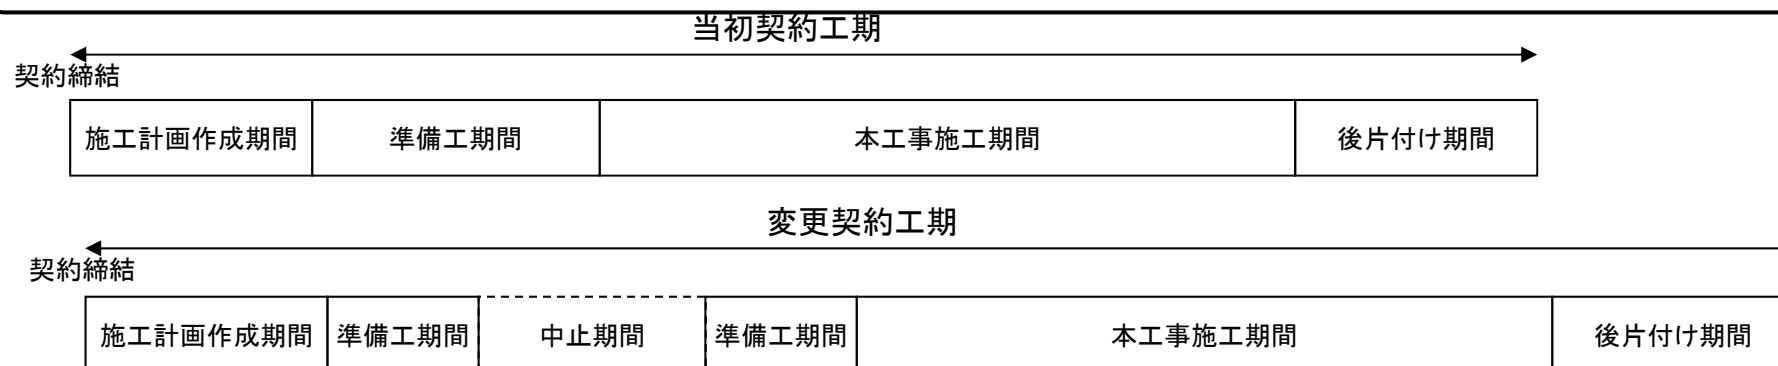 当初契約工期
契約締結
施工計画作成期間 準備工期間 本工事施工期間 後片付け期間
変更契約工期
契約締結
施工計画作成期間 準備工期間 中止期間 準備工期間 本工事施工期間 後片付け期間